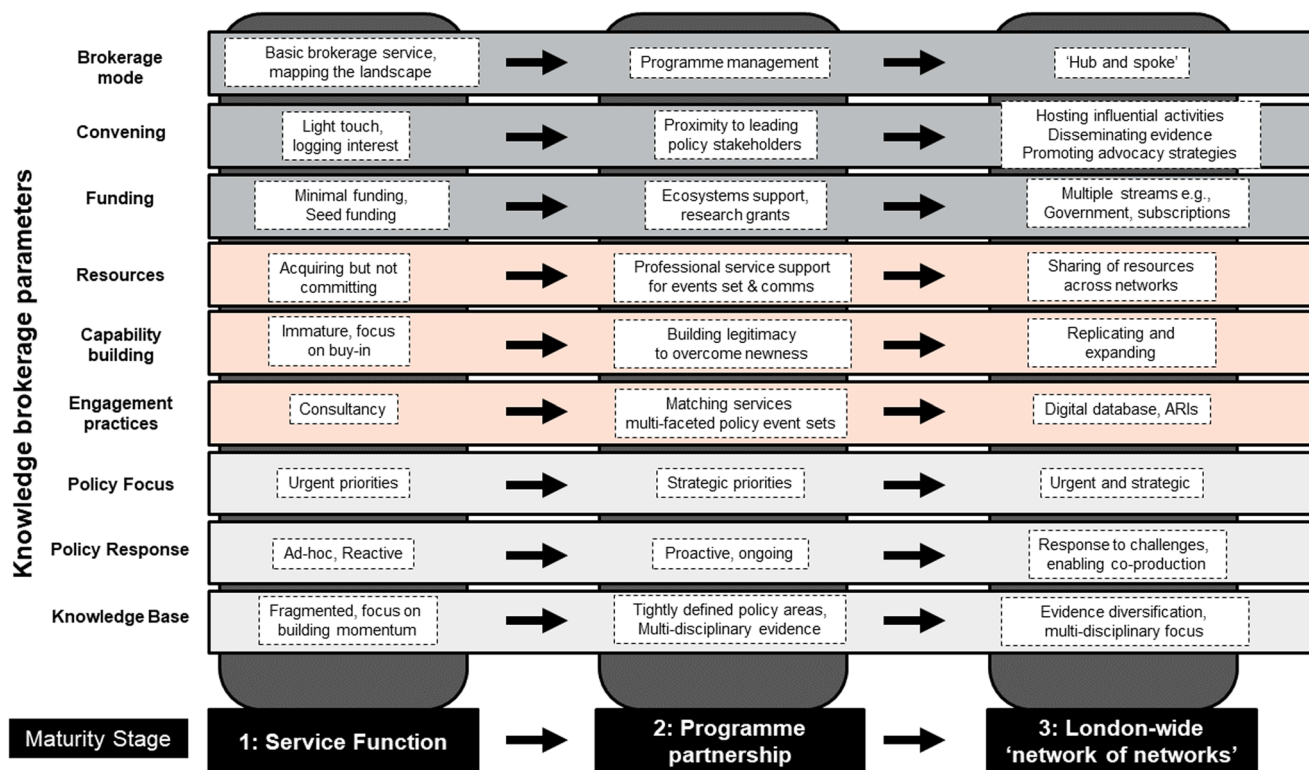 Knowledge brokerage parameters
Brokerage
mode
Basic brokerage service,
mapping the landscape
Programme management
‘Hub and spoke’
Convening
Light touch,
logging interest
Proximity to leading
policy stakeholders
Hosting influential activities
Disseminating evidence
Promoting advocacy strategies
Funding
Minimal funding,
Seed funding
Ecosystems support,
research grants
Multiple streams e.g.,
Government, subscriptions
Resources
Acquiring but not
committing
Professional service support
for events set & comms
Sharing of resources
across networks
Capability
building
Immature, focus
on buy-in
Building legitimacy
to overcome newness
Replicating and
expanding
Engagement
practices
Consultancy
Matching services
multi-faceted policy event sets
Digital database, ARIs
Policy Focus
Urgent priorities
Strategic priorities
Urgent and strategic
Policy Response
Ad-hoc, Reactive
Proactive, ongoing
Response to challenges,
enabling co-production
Knowledge Base
Fragmented, focus on
building momentum
Tightly defined policy areas,
Multi-disciplinary evidence
Evidence diversification,
multi-disciplinary focus
Maturity Stage
1: Service Function
2: Programme
partnership
3: London-wide
‘network of networks’